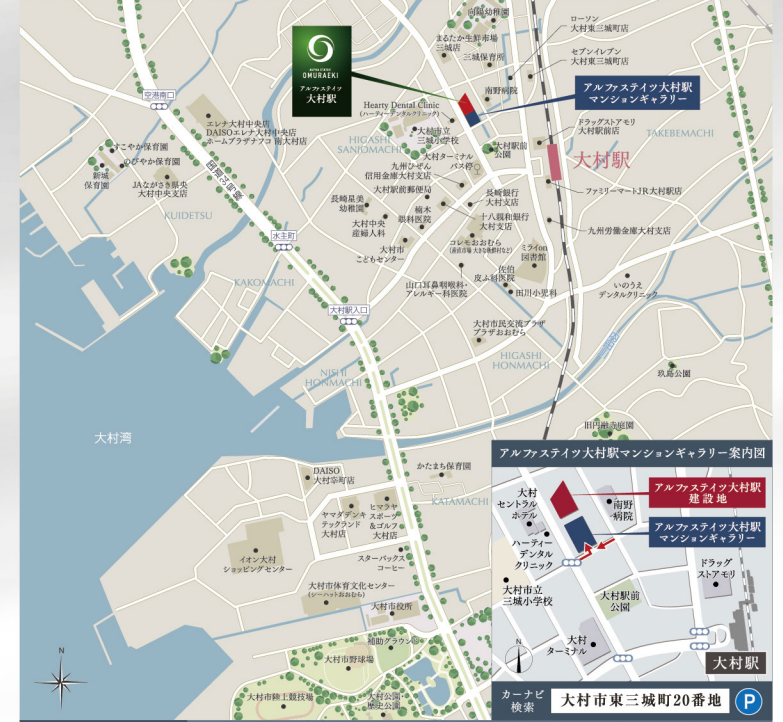 向陽幼稚園
ローソン
大村東三城町店
まるたか生鮮市場
三城店
三城保育所
セブンイレブン
大村東三城町店
ALPHA STATES
OMURAEKI
アルファステイツ
大村駅
南野病院
アルファステイツ大村駅
マンションギャラリー
空港南口
Hearty Dental Clinic
(ハーティーデンタルクリニック)
エレナ大村中央店
DAISOエレナ大村中央店
ホームプラザナフコ 南大村店
大村市立
三城小学校
HIGASHI
SANJOMACHI
ドラッグストアモリ
大村駅前店
TAKEBEMACHI
大村駅前
公園
すこやか保育園
のびやか保育園
新城
保育園
JAながさき県央
大村中央支店
国道34号線
大村ターミナル
バス停
九州ひぜん
信用金庫大村支店
大村駅
大村駅前郵便局
長崎銀行
大村支店
ファミリーマートJR大村駅店
KUIDETSU
長崎星美
幼稚園
楠木
眼科医院
十八親和銀行
大村支店
大村中央
産婦人科
九州労働金庫大村支店
水主町
大村市
こどもセンター
コレモおおむら
ミライon
図書館
佐伯
皮ふ科医院
KAKOMACHI
山口耳鼻咽喉科・
アレルギー科医院
田川小児科
いのうえ
デンタルクリニック
大村駅入口
大村市民交流プラザ
プラザおおむら
HIGASHI
HONMACHI
NISHI
HONMACHI
玖島公園
旧円融寺庭園
大村湾
DAISO
大村幸町店
かたまち保育園
KATAMACHI
ヤマダデンキ
テックランド
大村店
ヒマラヤ
スポーツ
&ゴルフ
大村店
イオン大村
ショッピングセンター
スターバックス
コーヒー
大村市体育文化センター
(シーハットおおむら)
大村市役所
補助グラウンド
大村市野球場
大村市陸上競技場
大村公園・
歴史公園
N
アルファステイツ大村駅マンションギャラリー案内図
アルファステイツ大村駅
建設地
大村
セントラル
ホテル
南野
病院
アルファステイツ大村駅
マンションギャラリー
ハーティー
デンタル
クリニック
ドラッグ
ストアモリ
大村市立
三城小学校
大村駅前
公園
大村
ターミナル
N
大村駅
カーナビ
検索
大村市東三城町20番地
P